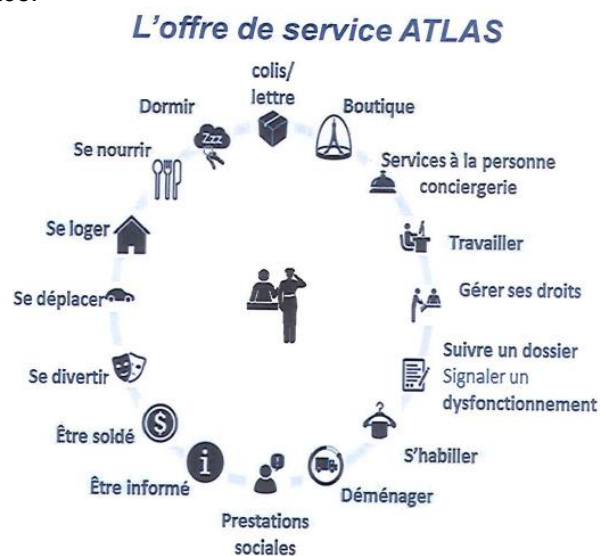 L'offre de service ATLAS
colis/
lettre
Boutique
Services à la personne
conciergerie
Travailler
Gérer ses droits
Suivre un dossier
Signaler un
dysfonctionnement
S'habiller
Déménager
Prestations
sociales
Être informé
Être soldé
Se divertir
Se déplacer
Se loger
Se nourrir
Dormir
Zzz